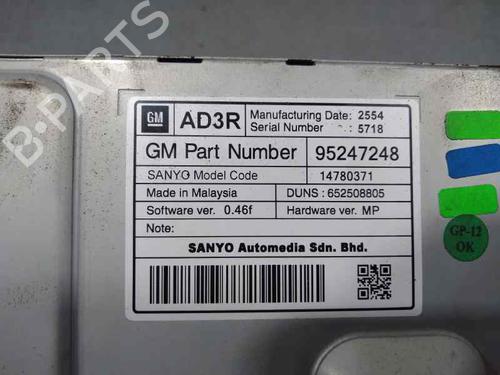 GM
AD3R
Manufacturing Date: 2554
Serial Number : 5718
GM Part Number 95247248
SANYO Model Code 14780371
Made in Malaysia DUNS : 652508805
Software ver. 0.46f Hardware ver. MP
Note:
SANYO Automedia Sdn. Bhd.
GP-12
OK
B-PARTS